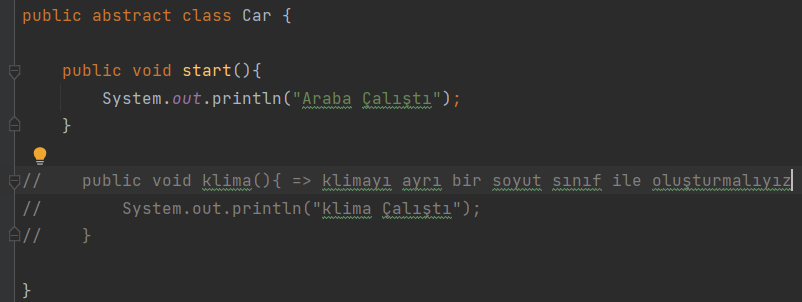 public abstract class Car {
public void start(){
System.out.println("Araba Çalıştı");
}
//    public void klima(){ => klimayı ayrı bir soyut sınıf ile oluşturmalıyız
//        System.out.println("klima Çalıştı");
//    }
}